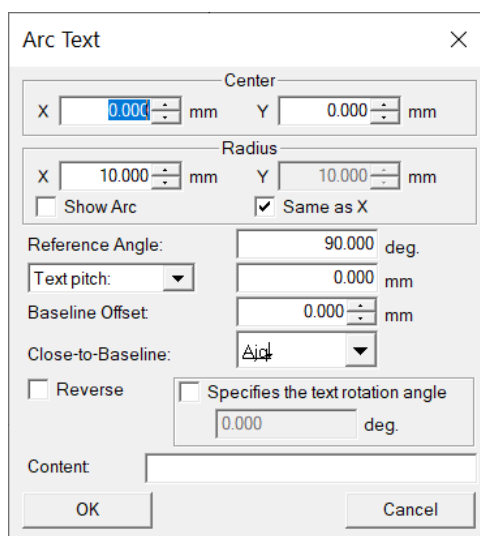 Arc Text
Center
X 0.000 mm Y 0.000 mm
Radius
X 10.000 mm Y 10.000 mm
Show Arc Same as X
Reference Angle: 90.000 deg.
Text pitch: 0.000 mm
Baseline Offset: 0.000 mm
Close-to-Baseline: Ajq
Reverse Specifies the text rotation angle
0.000 deg.
Content:
OK Cancel